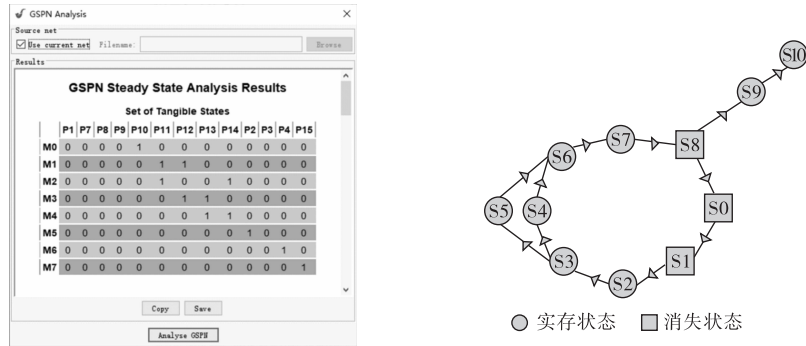 GSPN Analysis
Source net
Use current net Filename: Browse
Results
GSPN Steady State Analysis Results
Set of Tangible States
P1 P7 P8 P9 P10 P11 P12 P13 P14 P2 P3 P4 P15
M0 0 0 0 0 1 0 0 0 0 0 0 0 0
M1 0 0 0 0 0 1 1 0 0 0 0 0 0
M2 0 0 0 0 0 1 0 0 1 0 0 0 0
M3 0 0 0 0 0 0 1 1 0 0 0 0 0
M4 0 0 0 0 0 0 0 1 1 0 0 0 0
M5 0 0 0 0 0 0 0 0 0 1 0 0 0
M6 0 0 0 0 0 0 0 0 0 0 0 1 0
M7 0 0 0 0 0 0 0 0 0 0 0 0 1
Copy Save
Analyse GSPN
S10
S9
S8
S7
S6
S5
S4
S0
S3
S1
S2
实存状态 消失状态